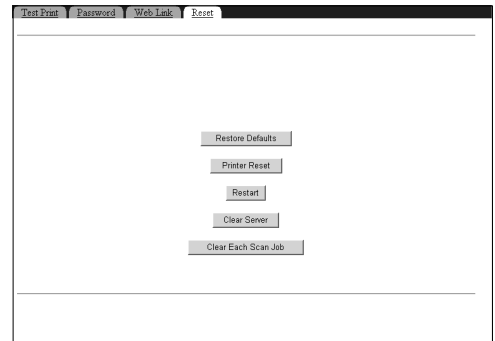 Test Print Password Web Link Reset
Restore Defaults
Printer Reset
Restart
Clear Server
Clear Each Scan Job